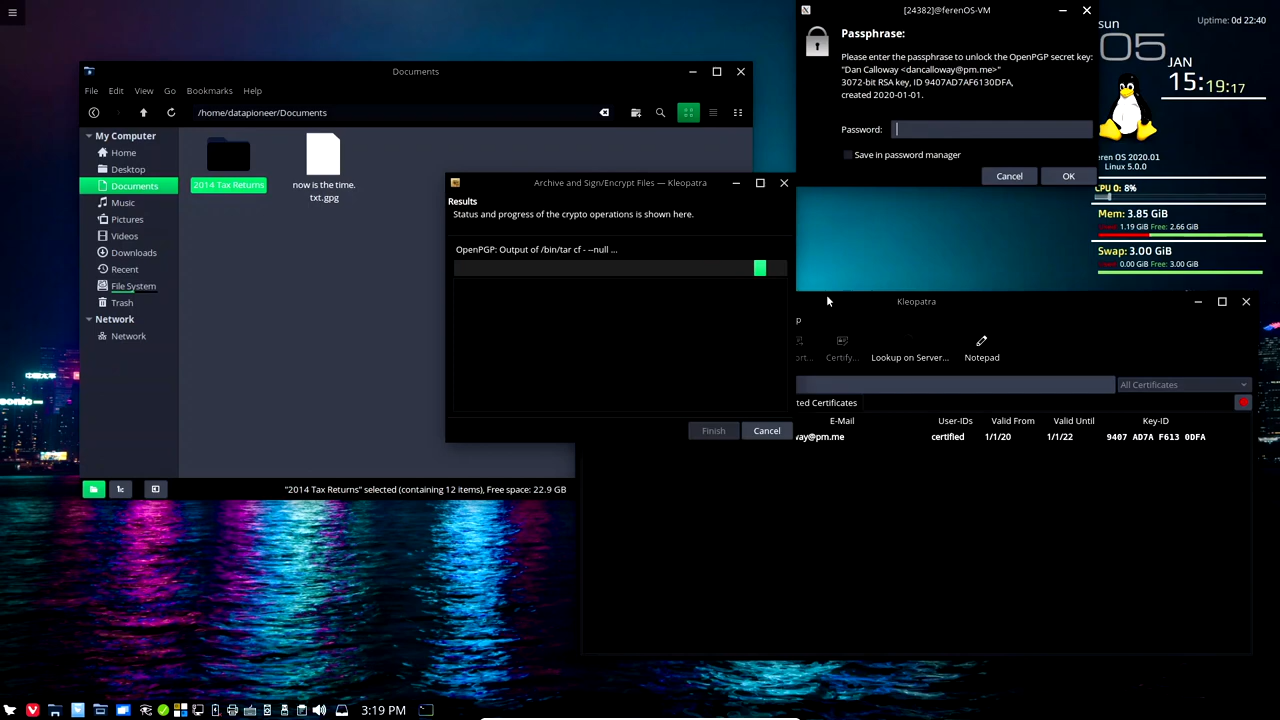 Documents
File Edit View Go Bookmarks Help
/home/datapioneer/Documents
My Computer
Home
Desktop
Documents
Music
Pictures
Videos
Downloads
Recent
File System
Trash
Network
Network
2014 Tax Returns
now is the time.
txt.gpg
"2014 Tax Returns" selected (containing 12 items), Free space: 22.9 GB
Archive and Sign/Encrypt Files — Kleopatra
Results
Status and progress of the crypto operations is shown here.
OpenPGP: Output of /bin/tar cf - --null ...
Finish Cancel
[24382]@ferenOS-VM
Passphrase:
Please enter the passphrase to unlock the OpenPGP secret key:
"Dan Calloway <dancalloway@pm.me>"
3072-bit RSA key, ID 9407AD7AF6130DFA,
created 2020-01-01.
Password:
Save in password manager
Cancel OK
Uptime: 0d 22:40
sun
05
JAN
15:19:17
eren OS 2020.01
Linux 5.0.0
CPU 0: 8%
Mem: 3.85 GiB
1.19 GiB Free: 2.66 GiB
Swap: 3.00 GiB
0.00 GiB Free: 3.00 GiB
Kleopatra
p
ort... Certify... Lookup on Server... Notepad
All Certificates
ted Certificates
E-Mail User-IDs Valid From Valid Until Key-ID
way@pm.me certified 1/1/20 1/1/22 9407 AD7A F613 0DFA
3:19 PM